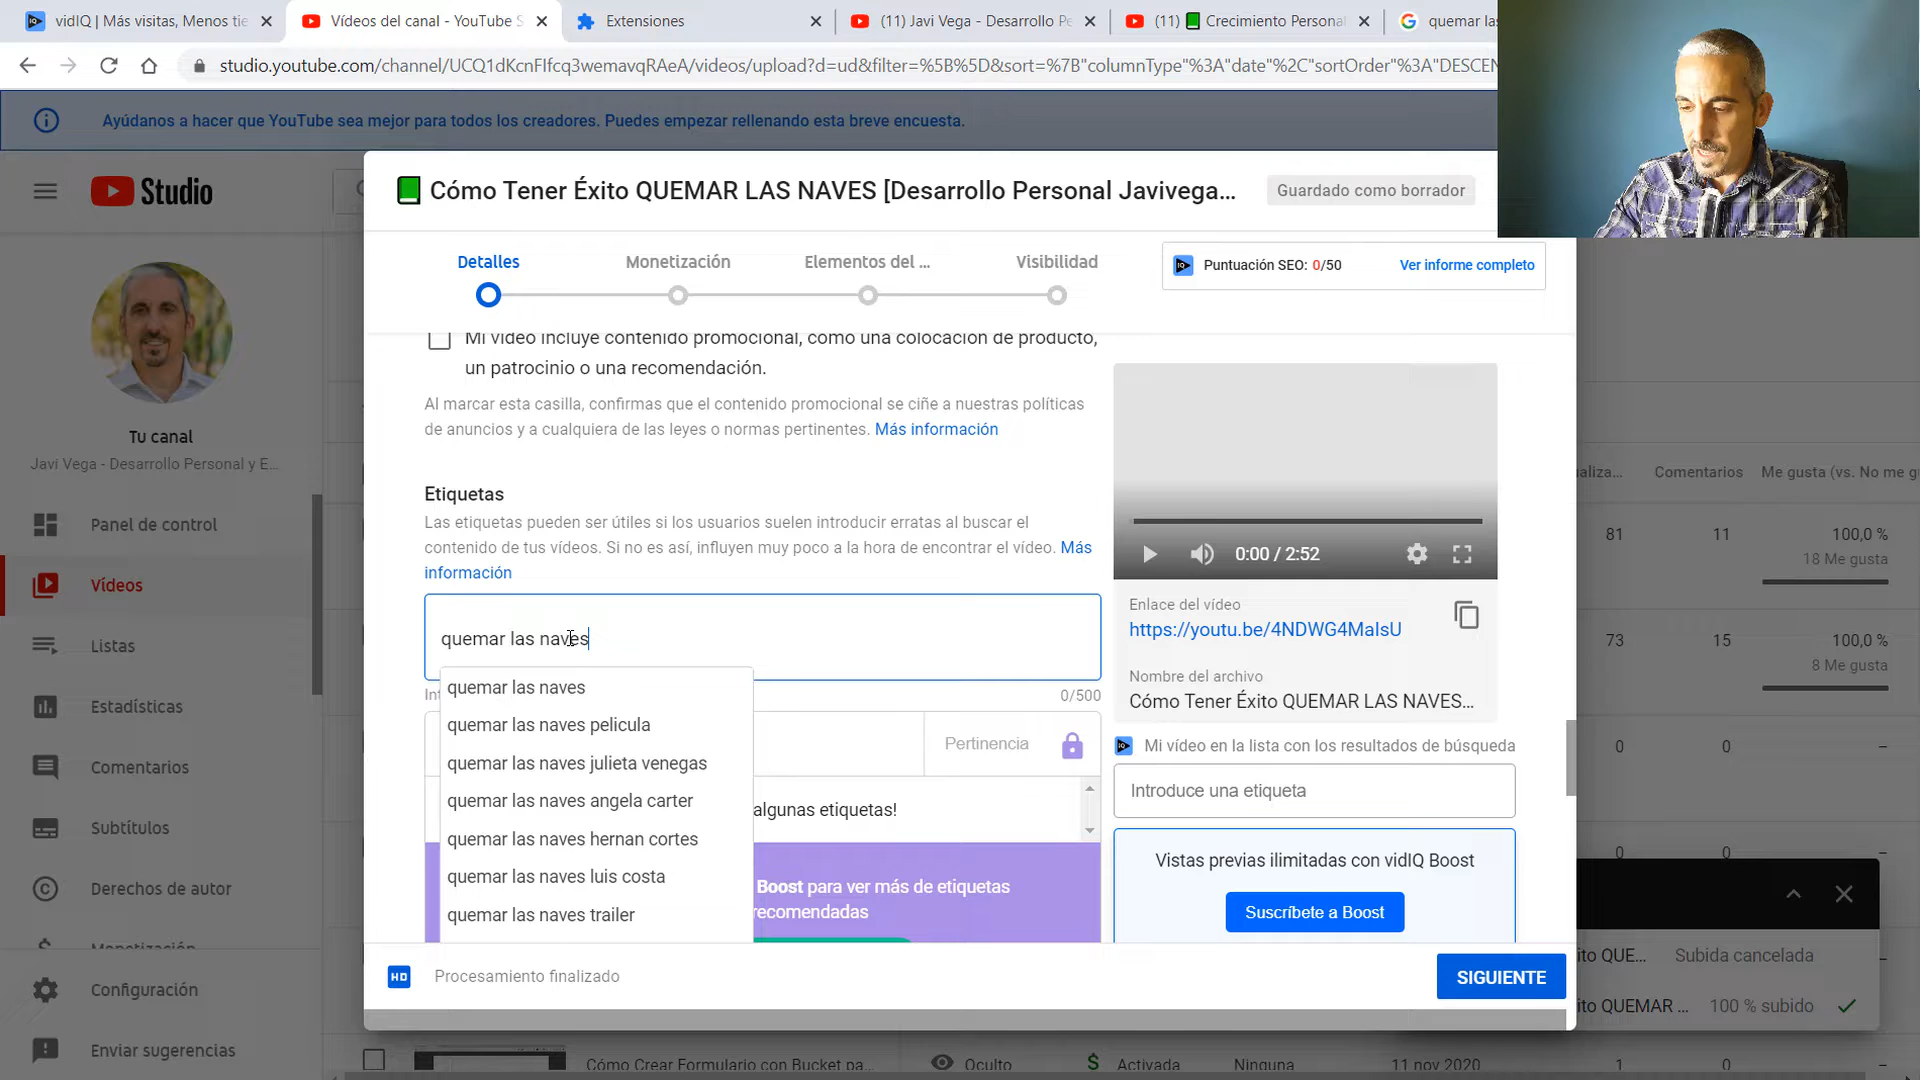 vidIQ | Más visitas, Menos tie
Vídeos del canal - YouTube S
Extensiones
(11) Javi Vega - Desarrollo Pe
(11) Crecimiento Personal
quemar las
studio.youtube.com/channel/UCQ1dKcnFIfcq3wemavqRAeA/videos/upload?d=ud&filter=%5B%5D&sort=%7B"columnType"%3A"date"%2C"sortOrder"%3A"DESCEN
Ayúdanos a hacer que YouTube sea mejor para todos los creadores. Puedes empezar rellenando esta breve encuesta.
Studio
Cómo Tener Éxito QUEMAR LAS NAVES [Desarrollo Personal Javivega...
Guardado como borrador
Detalles
Monetización
Elementos del ...
Visibilidad
Puntuación SEO: 0/50
Ver informe completo
Mi vídeo incluye contenido promocional, como una colocación de producto,
un patrocinio o una recomendación.
Al marcar esta casilla, confirmas que el contenido promocional se ciñe a nuestras políticas
de anuncios y a cualquiera de las leyes o normas pertinentes. Más información
Etiquetas
Las etiquetas pueden ser útiles si los usuarios suelen introducir erratas al buscar el
contenido de tus vídeos. Si no es así, influyen muy poco a la hora de encontrar el vídeo. Más
información
quemar las naves
quemar las naves
quemar las naves pelicula
quemar las naves julieta venegas
quemar las naves angela carter
quemar las naves hernan cortes
quemar las naves luis costa
quemar las naves trailer
0/500
Pertinencia
algunas etiquetas!
Boost para ver más de etiquetas
recomendadas
0:00 / 2:52
Enlace del vídeo
https://youtu.be/4NDWG4MaIsU
Nombre del archivo
Cómo Tener Éxito QUEMAR LAS NAVES...
Mi vídeo en la lista con los resultados de búsqueda
Introduce una etiqueta
Vistas previas ilimitadas con vidIQ Boost
Suscríbete a Boost
HD
Procesamiento finalizado
SIGUIENTE
Tu canal
Javi Vega - Desarrollo Personal y E...
Panel de control
Vídeos
Listas
Estadísticas
Comentarios
Subtítulos
Derechos de autor
Monetización
Configuración
Enviar sugerencias
Comentarios
Me gusta (vs. No me g
81 11 100,0 %
18 Me gusta
73 15 100,0 %
8 Me gusta
0 0 –
0 0 –
ito QUE... Subida cancelada
ito QUEMAR ... 100 % subido
Cómo Crear Formulario con Bucket pa...
Oculto
Activada
Ninguna
11 nov 2020
1 0 –